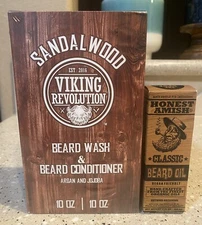 SANDALWOOD
EST 2016
VIKING
REVOLUTION
BEARD WASH
&
BEARD CONDITIONER
ARGAN AND JOJOBA
10 OZ | 10 OZ
HONEST
AMISH
CLASSIC
BEARD OIL